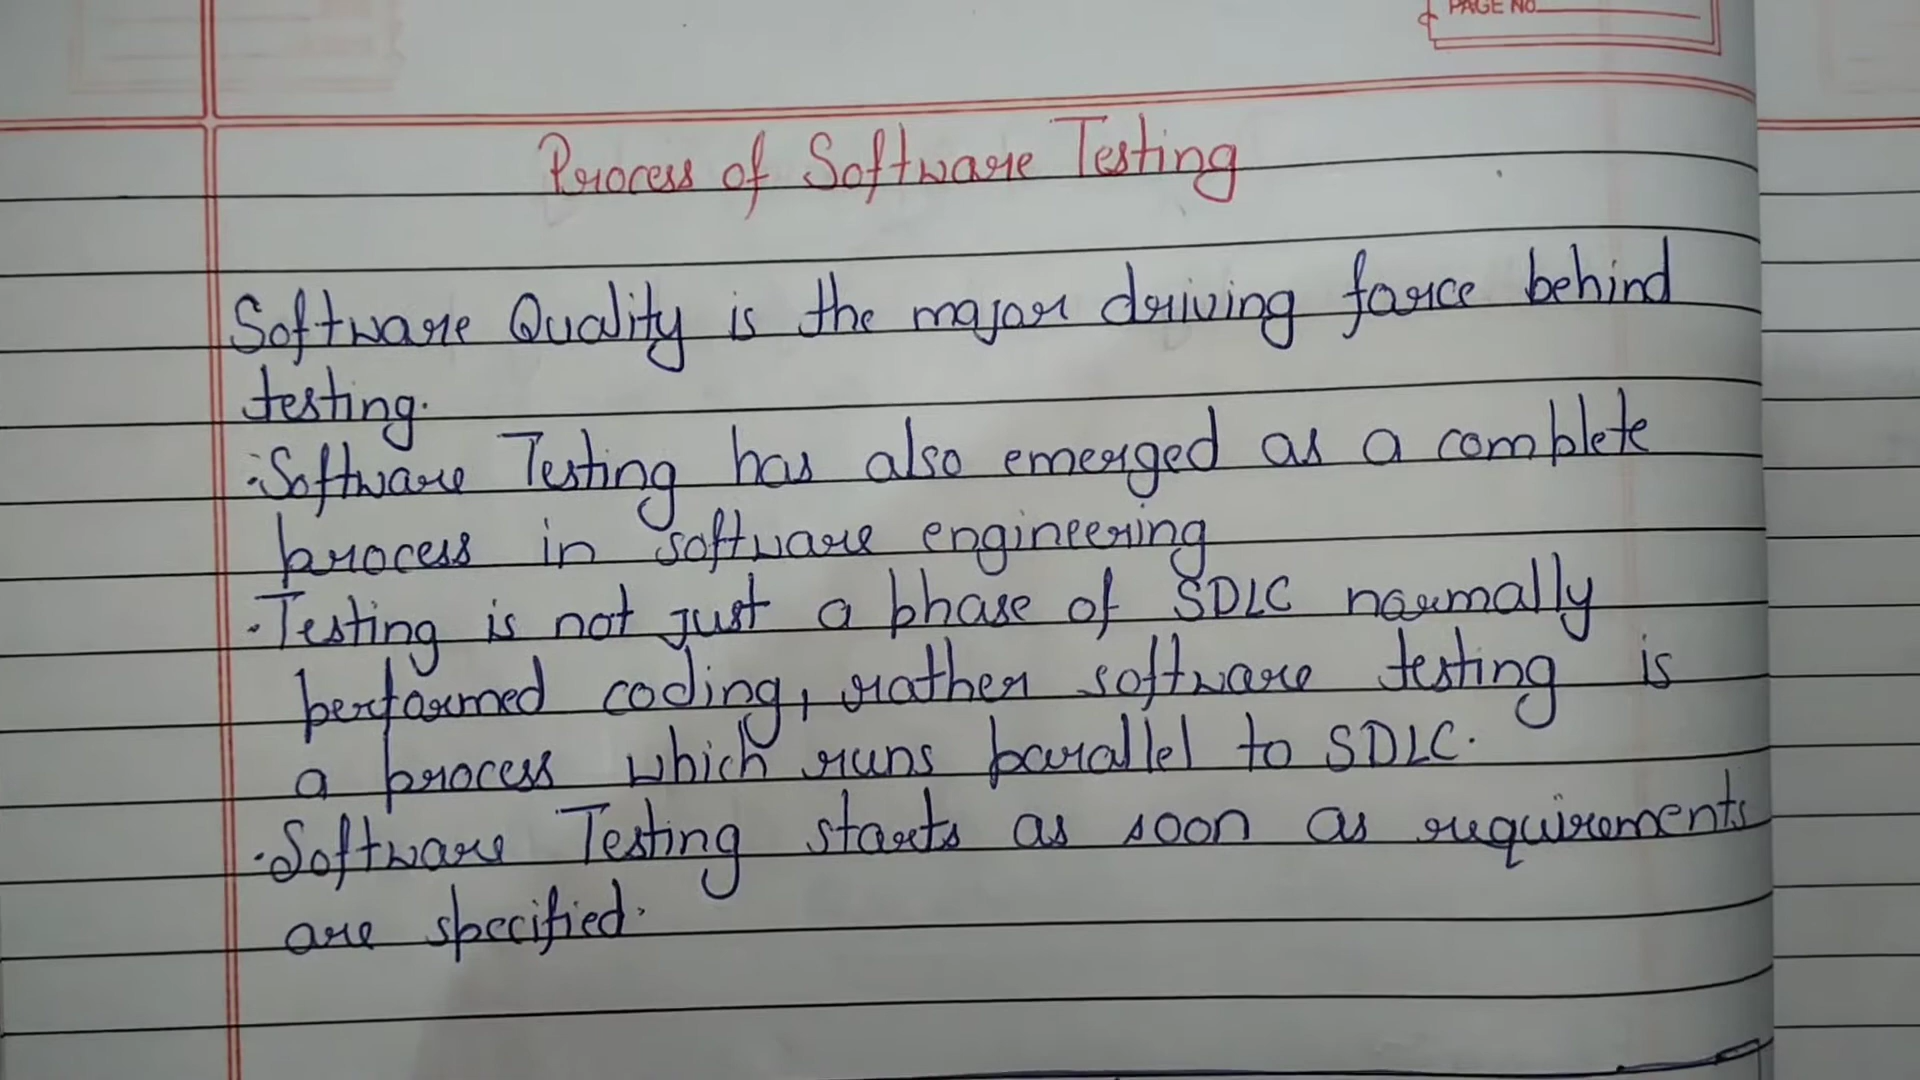 PAGE NO.
Process of Software Testing
Software Quality is the major driving force behind
testing.
·Software Testing has also emerged as a complete
process in software engineering
·Testing is not just a phase of SDLC normally
performed coding, rather software testing is
a process which runs parallel to SDLC.
·Software Testing starts as soon as requirements
are specified.